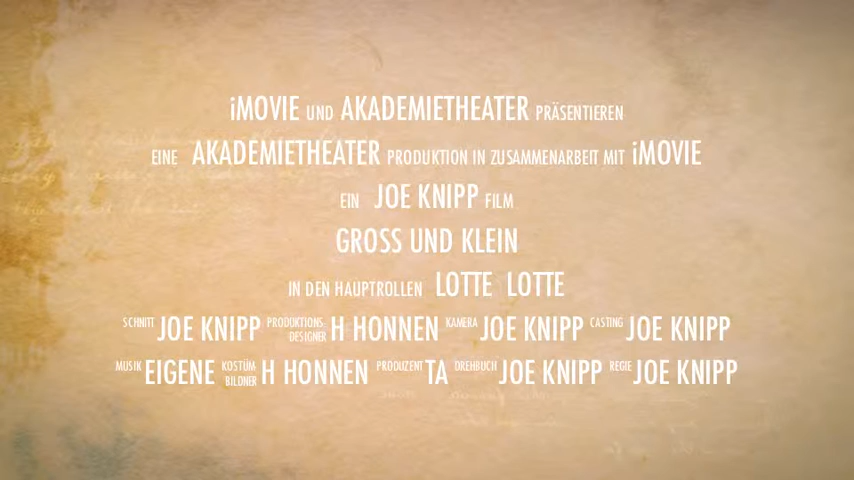 iMOVIE UND AKADEMIETHEATER PRÄSENTIEREN
EINE AKADEMIETHEATER PRODUKTION IN ZUSAMMENARBEIT MIT iMOVIE
EIN JOE KNIPP FILM
GROSS UND KLEIN
IN DEN HAUPTROLLEN LOTTE LOTTE
SCHNITT JOE KNIPP PRODUKTIONS-DESIGNER H HONNEN KAMERA JOE KNIPP CASTING JOE KNIPP
MUSIK EIGENE KOSTÜM-BILDNER H HONNEN PRODUZENT TA DREHBUCH JOE KNIPP REGIE JOE KNIPP